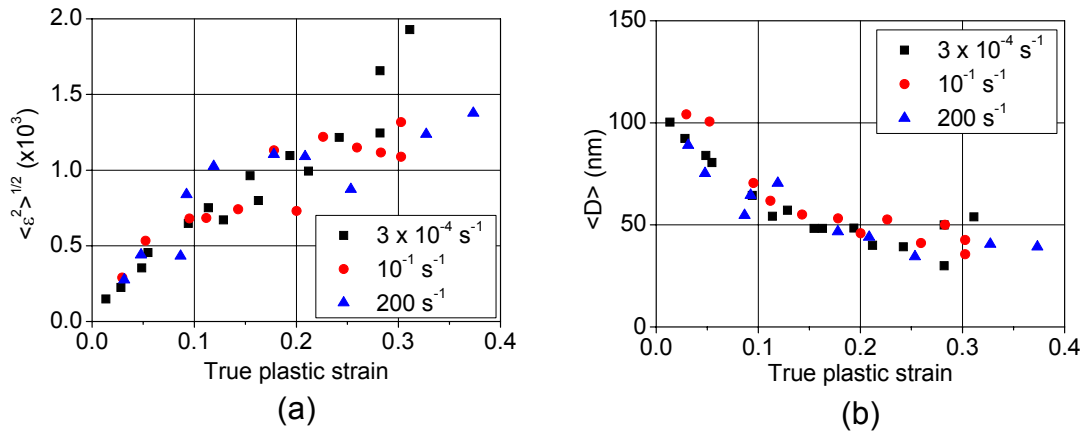 2.0
1.5
1.0
0.5
0.0
<ε²>^1/2 (x10³)
3 x 10⁻⁴ s⁻¹
10⁻¹ s⁻¹
200 s⁻¹
0.0 0.1 0.2 0.3 0.4
True plastic strain
(a)
150
100
50
0
<D> (nm)
3 x 10⁻⁴ s⁻¹
10⁻¹ s⁻¹
200 s⁻¹
0.0 0.1 0.2 0.3 0.4
True plastic strain
(b)